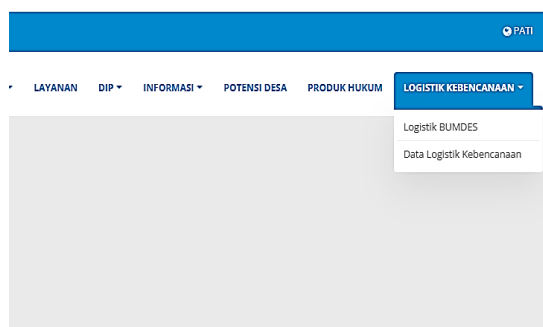 PATI
LAYANAN DIP INFORMASI POTENSI DESA PRODUK HUKUM LOGISTIK KEBENCANAAN
Logistik BUMDES
Data Logistik Kebencanaan